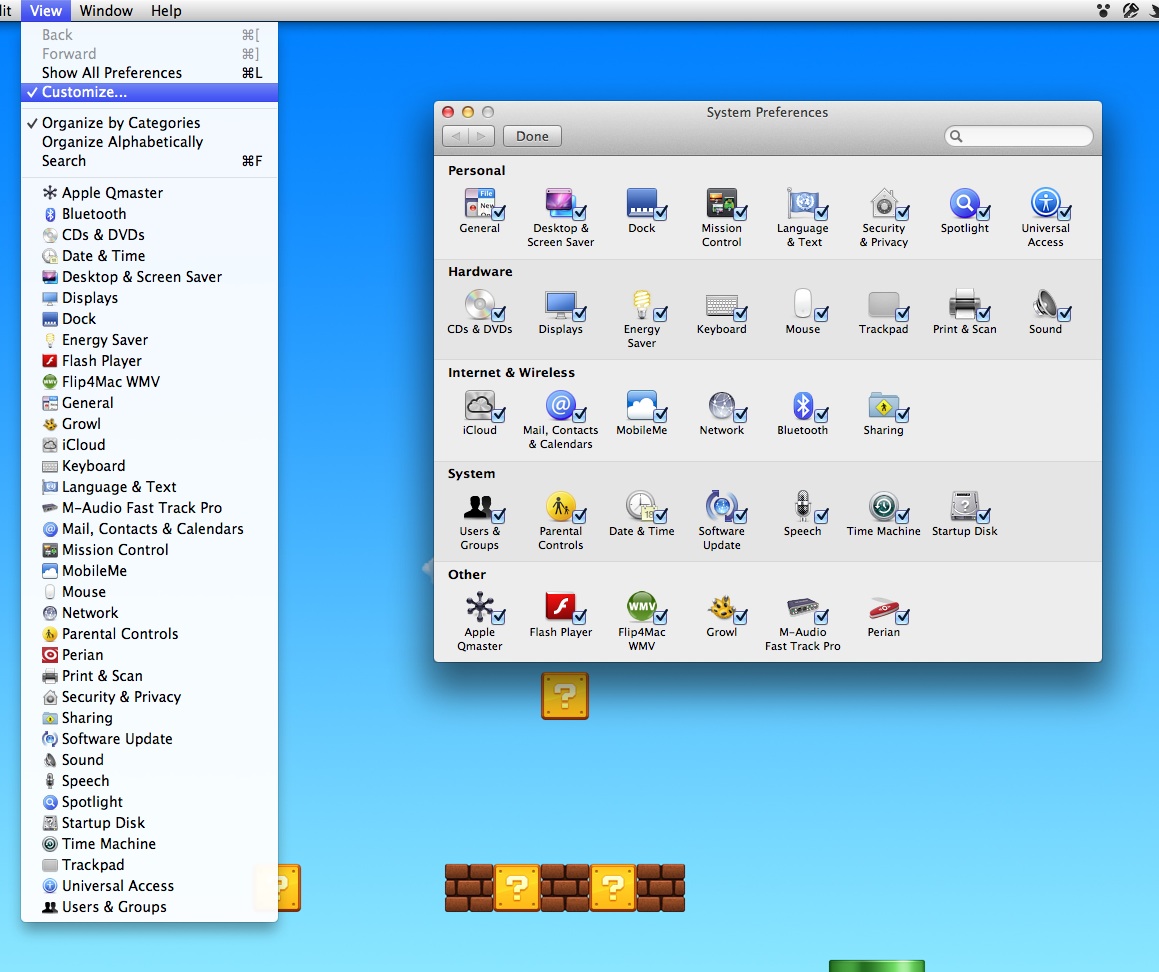 it View Window Help
Back ⌘[
Forward ⌘]
Show All Preferences ⌘L
✓ Customize...
✓ Organize by Categories
Organize Alphabetically
Search ⌘F
Apple Qmaster
Bluetooth
CDs & DVDs
Date & Time
Desktop & Screen Saver
Displays
Dock
Energy Saver
Flash Player
Flip4Mac WMV
General
Growl
iCloud
Keyboard
Language & Text
M-Audio Fast Track Pro
Mail, Contacts & Calendars
Mission Control
MobileMe
Mouse
Network
Parental Controls
Perian
Print & Scan
Security & Privacy
Sharing
Software Update
Sound
Speech
Spotlight
Startup Disk
Time Machine
Trackpad
Universal Access
Users & Groups
System Preferences
Done
Personal
File
New
General
Desktop &
Screen Saver
Dock
Mission
Control
Language
& Text
Security
& Privacy
Spotlight
Universal
Access
Hardware
CDs & DVDs
Displays
Energy
Saver
Keyboard
Mouse
Trackpad
Print & Scan
Sound
Internet & Wireless
iCloud
@
Mail, Contacts
& Calendars
MobileMe
Network
Bluetooth
Sharing
System
Users &
Groups
Parental
Controls
18
Date & Time
Software
Update
Speech
Time Machine
?
Startup Disk
Other
Apple
Qmaster
Flash Player
WMV
Flip4Mac
WMV
Growl
M-Audio
Fast Track Pro
Perian
?
?
?
?